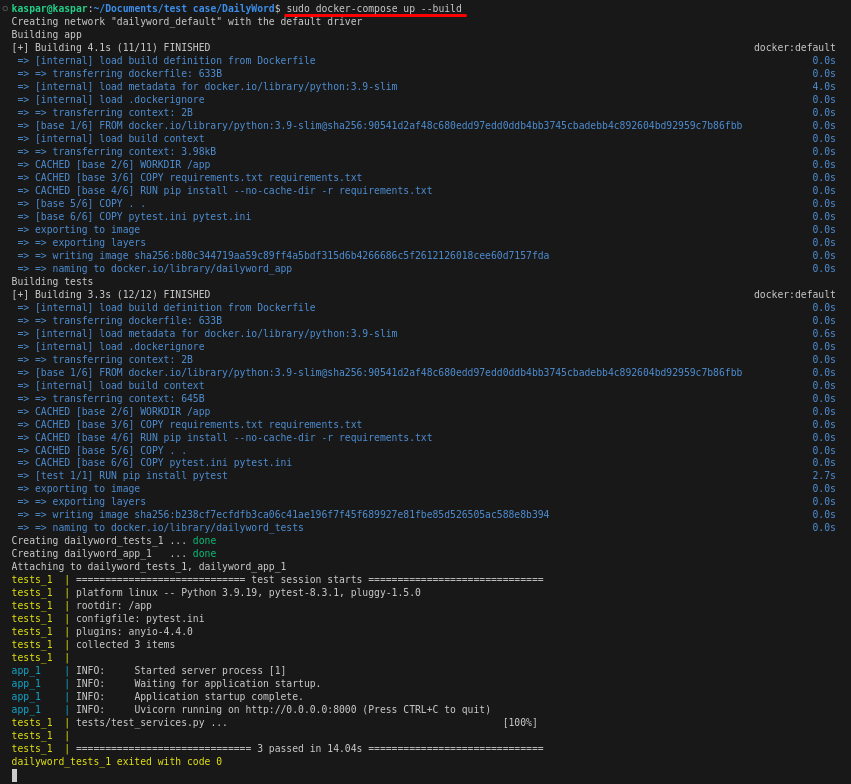 kaspar@kaspar:~/Documents/test case/DailyWord$ sudo docker-compose up --build
Creating network "dailyword_default" with the default driver
Building app
[+] Building 4.1s (11/11) FINISHED docker:default
=> [internal] load build definition from Dockerfile 0.0s
=> => transferring dockerfile: 633B 0.0s
=> [internal] load metadata for docker.io/library/python:3.9-slim 4.0s
=> [internal] load .dockerignore 0.0s
=> => transferring context: 2B 0.0s
=> [base 1/6] FROM docker.io/library/python:3.9-slim@sha256:90541d2af48c680edd97edd0ddb4bb3745cbadebb4c892604bd92959c7b86fbb 0.0s
=> [internal] load build context 0.0s
=> => transferring context: 3.98kB 0.0s
=> CACHED [base 2/6] WORKDIR /app 0.0s
=> CACHED [base 3/6] COPY requirements.txt requirements.txt 0.0s
=> CACHED [base 4/6] RUN pip install --no-cache-dir -r requirements.txt 0.0s
=> [base 5/6] COPY . . 0.0s
=> [base 6/6] COPY pytest.ini pytest.ini 0.0s
=> exporting to image 0.0s
=> => exporting layers 0.0s
=> => writing image sha256:b80c344719aa59c89ff4a5bdf315d6b4266686c5f2612126018cee60d7157fda 0.0s
=> => naming to docker.io/library/dailyword_app 0.0s
Building tests
[+] Building 3.3s (12/12) FINISHED docker:default
=> [internal] load build definition from Dockerfile 0.0s
=> => transferring dockerfile: 633B 0.0s
=> [internal] load metadata for docker.io/library/python:3.9-slim 0.6s
=> [internal] load .dockerignore 0.0s
=> => transferring context: 2B 0.0s
=> [base 1/6] FROM docker.io/library/python:3.9-slim@sha256:90541d2af48c680edd97edd0ddb4bb3745cbadebb4c892604bd92959c7b86fbb 0.0s
=> [internal] load build context 0.0s
=> => transferring context: 645B 0.0s
=> CACHED [base 2/6] WORKDIR /app 0.0s
=> CACHED [base 3/6] COPY requirements.txt requirements.txt 0.0s
=> CACHED [base 4/6] RUN pip install --no-cache-dir -r requirements.txt 0.0s
=> CACHED [base 5/6] COPY . . 0.0s
=> CACHED [base 6/6] COPY pytest.ini pytest.ini 0.0s
=> [test 1/1] RUN pip install pytest 2.7s
=> exporting to image 0.0s
=> => exporting layers 0.0s
=> => writing image sha256:b238cf7ecfdfb3ca06c41ae196f7f45f689927e81fbe85d526505ac588e8b394 0.0s
=> => naming to docker.io/library/dailyword_tests 0.0s
Creating dailyword_tests_1 ... done
Creating dailyword_app_1   ... done
Attaching to dailyword_tests_1, dailyword_app_1
tests_1  | ============================= test session starts ==============================
tests_1  | platform linux -- Python 3.9.19, pytest-8.3.1, pluggy-1.5.0
tests_1  | rootdir: /app
tests_1  | configfile: pytest.ini
tests_1  | plugins: anyio-4.4.0
tests_1  | collected 3 items
tests_1  |
app_1    | INFO:     Started server process [1]
app_1    | INFO:     Waiting for application startup.
app_1    | INFO:     Application startup complete.
app_1    | INFO:     Uvicorn running on http://0.0.0.0:8000 (Press CTRL+C to quit)
tests_1  | tests/test_services.py ... [100%]
tests_1  |
tests_1  | ============================== 3 passed in 14.04s ==============================
dailyword_tests_1 exited with code 0